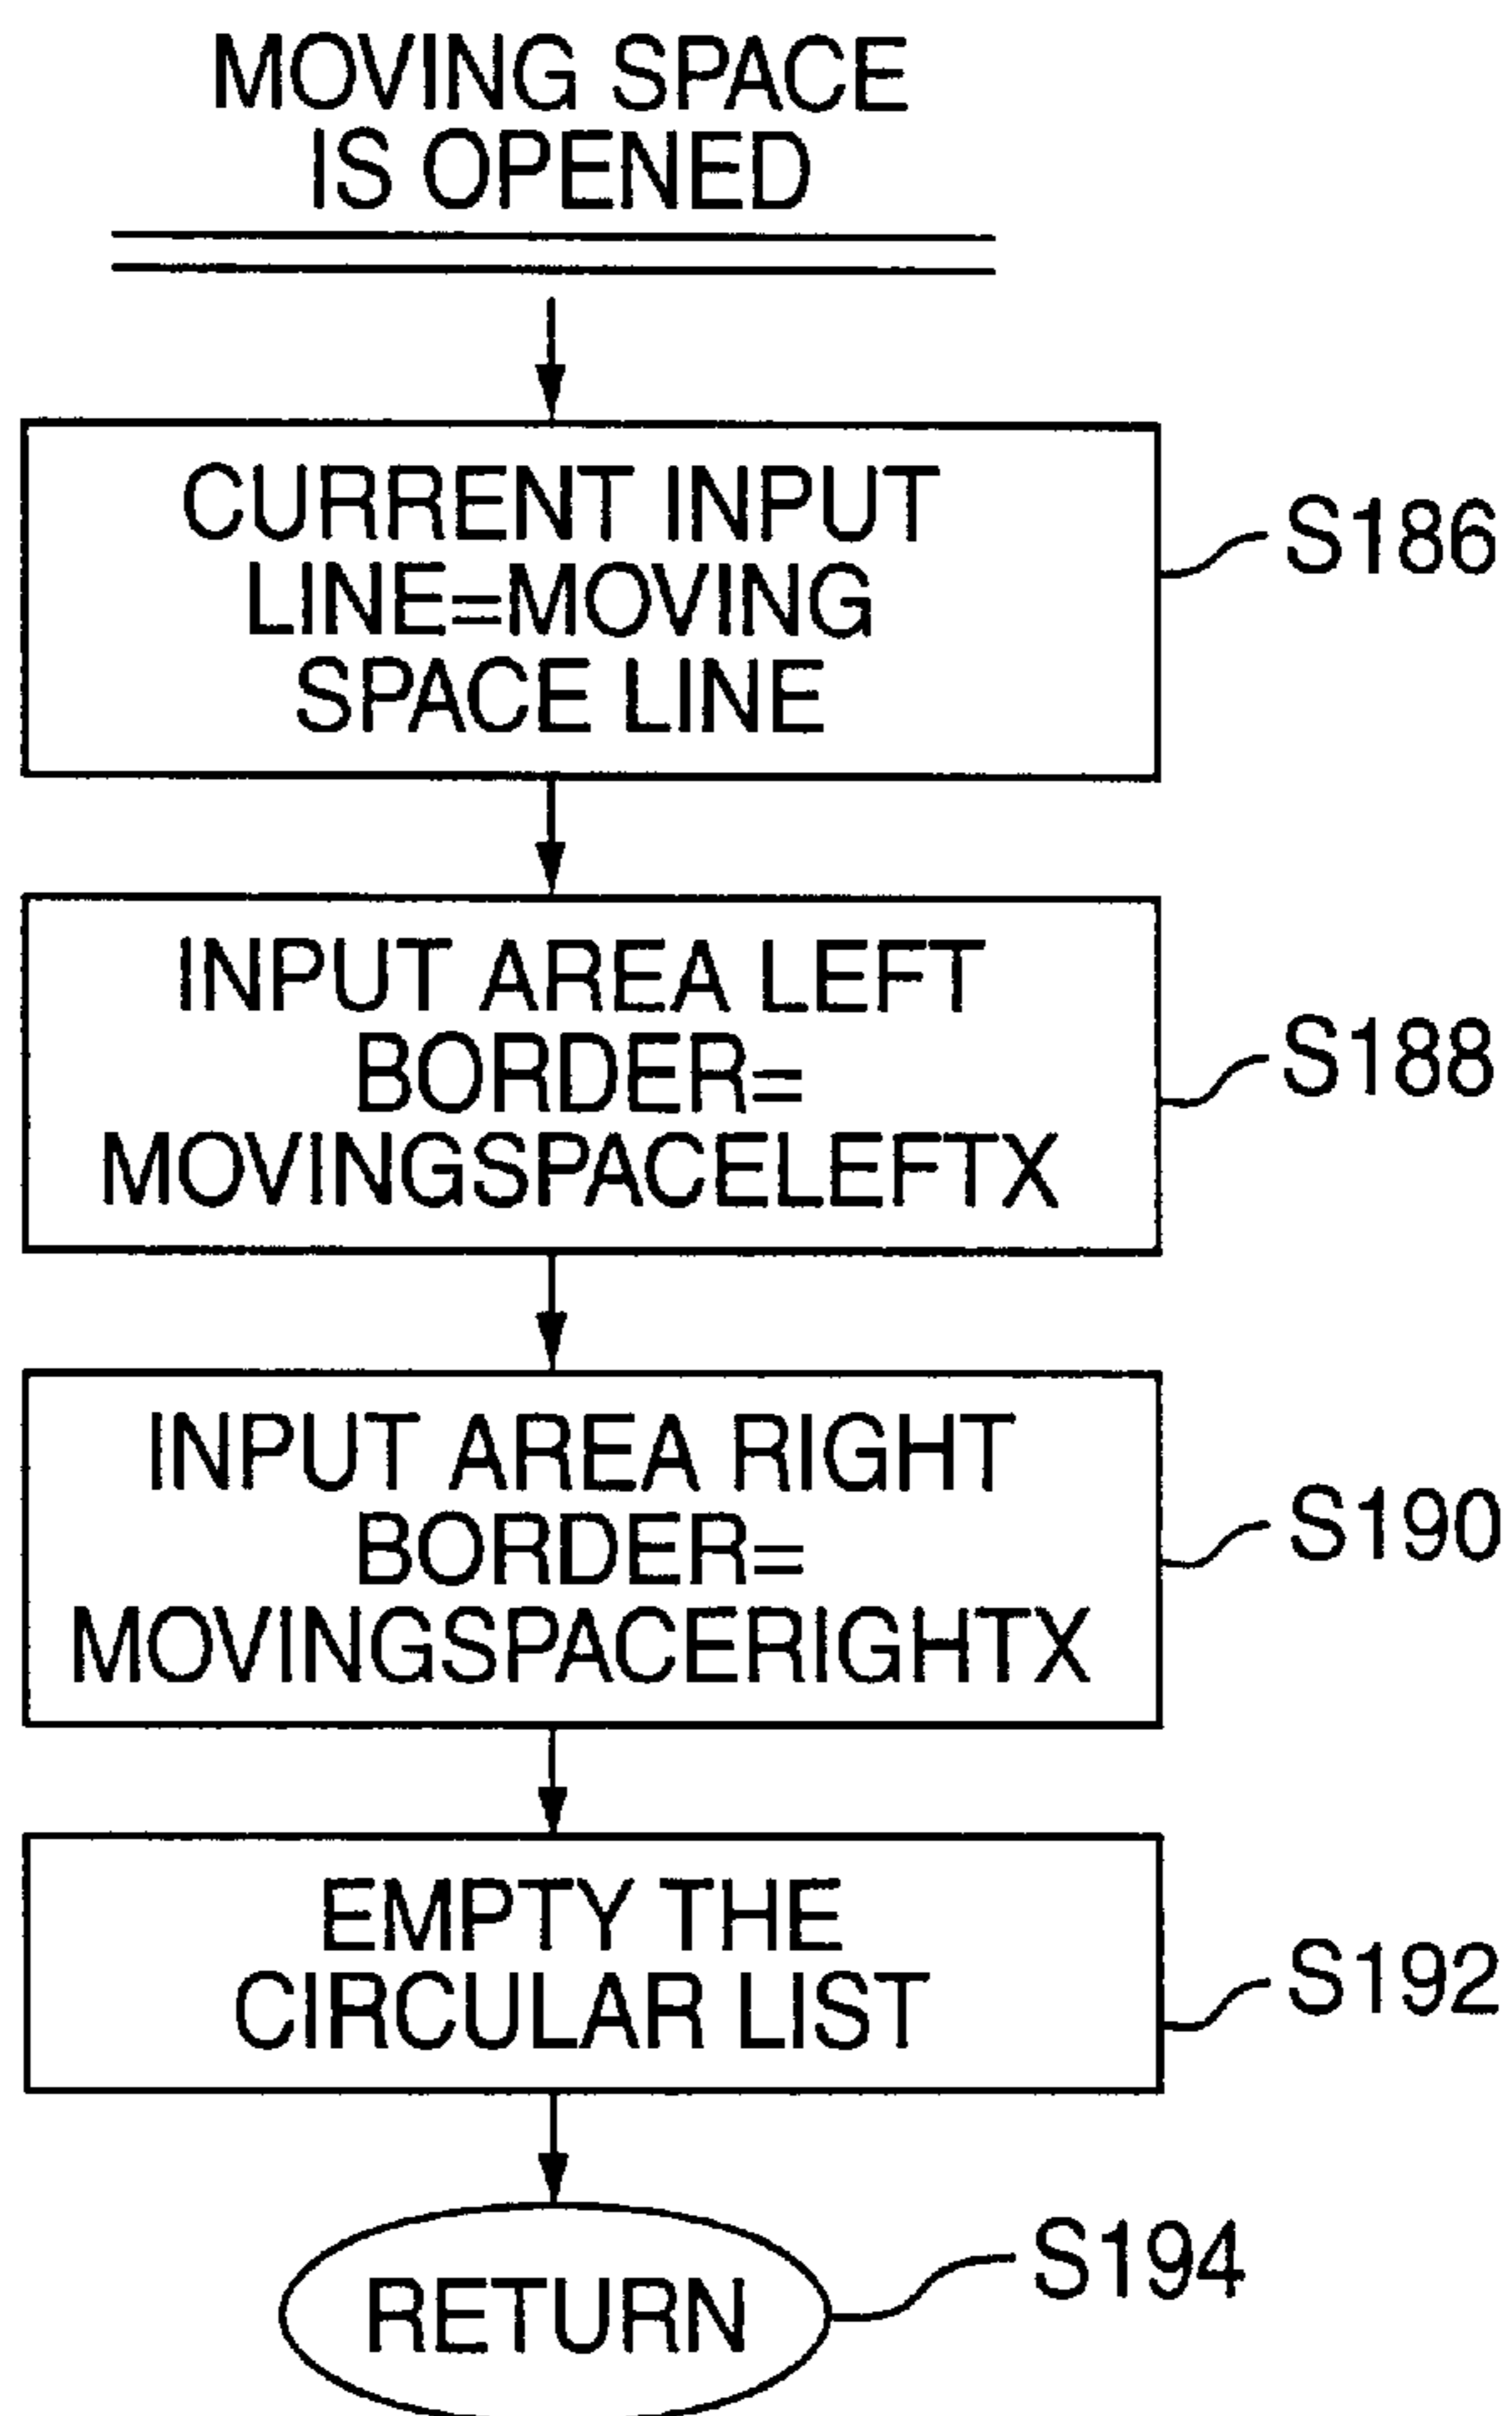 MOVING SPACE
IS OPENED
CURRENT INPUT
LINE=MOVING
SPACE LINE
S186
INPUT AREA LEFT
BORDER=
MOVINGSPACELEFTX
S188
INPUT AREA RIGHT
BORDER=
MOVINGSPACERIGHTX
S190
EMPTY THE
CIRCULAR LIST
S192
RETURN
S194